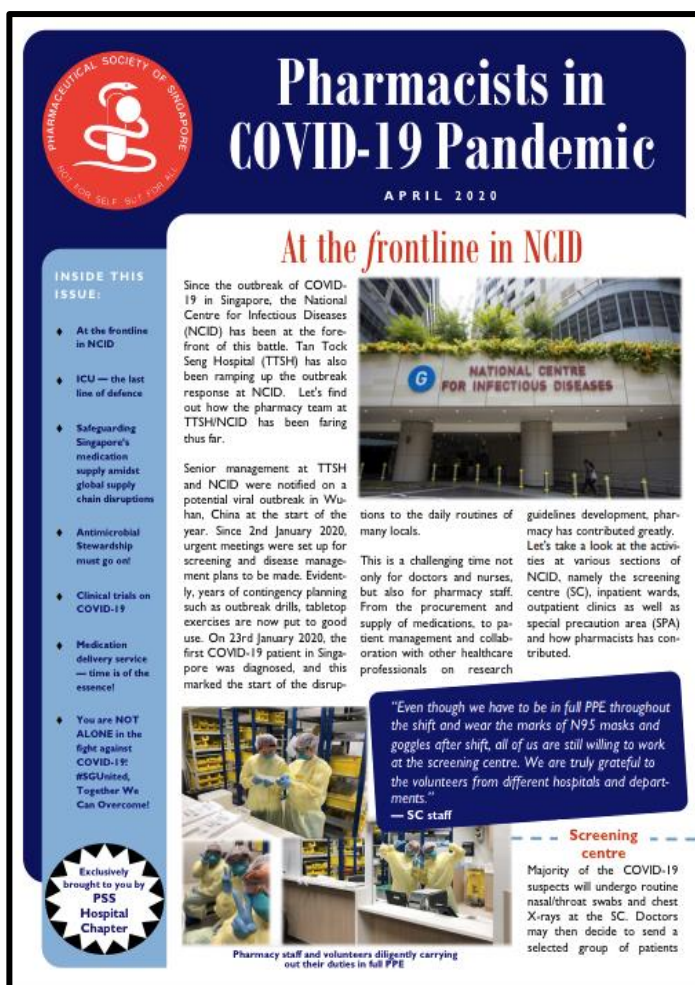 PHARMACEUTICAL SOCIETY OF SINGAPORE
NOT FOR SELF BUT FOR ALL
Pharmacists in
COVID-19 Pandemic
APRIL 2020
INSIDE THIS
ISSUE:
♦ At the frontline
in NCID
♦ ICU — the last
line of defence
♦ Safeguarding
Singapore's
medication
supply amidst
global supply
chain disruptions
♦ Antimicrobial
Stewardship
must go on!
♦ Clinical trials on
COVID-19
♦ Medication
delivery service
— time is of the
essence!
♦ You are NOT
ALONE in the
fight against
COVID-19!
#SGUnited,
Together We
Can Overcome!
Exclusively
brought to you by
PSS
Hospital
Chapter
At the frontline in NCID
Since the outbreak of COVID-
19 in Singapore, the National
Centre for Infectious Diseases
(NCID) has been at the fore-
front of this battle. Tan Tock
Seng Hospital (TTSH) has also
been ramping up the outbreak
response at NCID. Let's find
out how the pharmacy team at
TTSH/NCID has been faring
thus far.
Senior management at TTSH
and NCID were notified on a
potential viral outbreak in Wu-
han, China at the start of the
year. Since 2nd January 2020,
urgent meetings were set up for
screening and disease manage-
ment plans to be made. Evident-
ly, years of contingency planning
such as outbreak drills, tabletop
exercises are now put to good
use. On 23rd January 2020, the
first COVID-19 patient in Singa-
pore was diagnosed, and this
marked the start of the disrup-
G NATIONAL CENTRE
FOR INFECTIOUS DISEASES
tions to the daily routines of
many locals.
This is a challenging time not
only for doctors and nurses,
but also for pharmacy staff.
From the procurement and
supply of medications, to pa-
tient management and collab-
oration with other healthcare
professionals on research
guidelines development, phar-
macy has contributed greatly.
Let's take a look at the activi-
ties at various sections of
NCID, namely the screening
centre (SC), inpatient wards,
outpatient clinics as well as
special precaution area (SPA)
and how pharmacists has con-
tributed.
"Even though we have to be in full PPE throughout
the shift and wear the marks of N95 masks and
goggles after shift, all of us are still willing to work
at the screening centre. We are truly grateful to
the volunteers from different hospitals and depart-
ments."
— SC staff
Pharmacy staff and volunteers diligently carrying
out their duties in full PPE
Screening
centre
Majority of the COVID-19
suspects will undergo routine
nasal/throat swabs and chest
X-rays at the SC. Doctors
may then decide to send a
selected group of patients